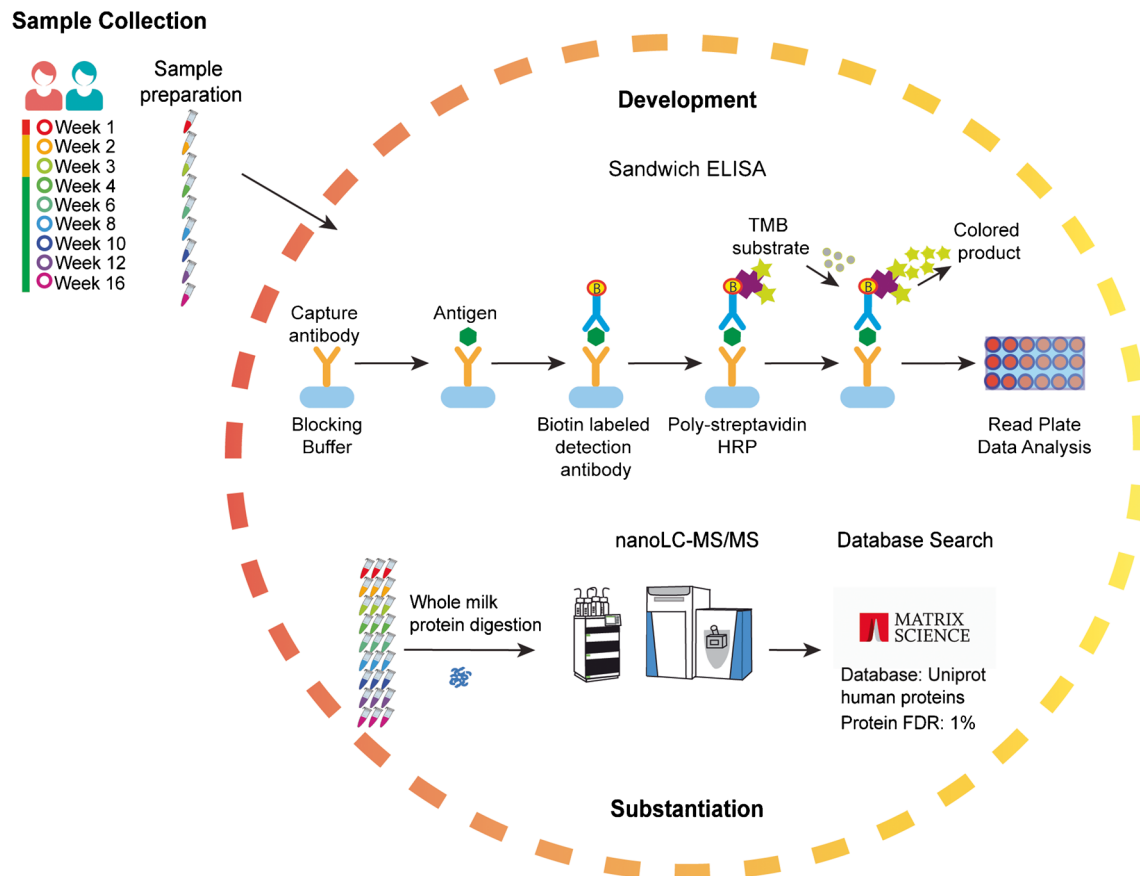 Sample Collection
Sample
preparation
Week 1
Week 2
Week 3
Week 4
Week 6
Week 8
Week 10
Week 12
Week 16
Development
Sandwich ELISA
TMB
substrate
Colored
product
Capture
antibody
Antigen
B
B
B
Blocking
Buffer
Biotin labeled
detection
antibody
Poly-streptavidin
HRP
Read Plate
Data Analysis
nanoLC-MS/MS
Database Search
Whole milk
protein digestion
MATRIX
SCIENCE
Database: Uniprot
human proteins
Protein FDR: 1%
Substantiation